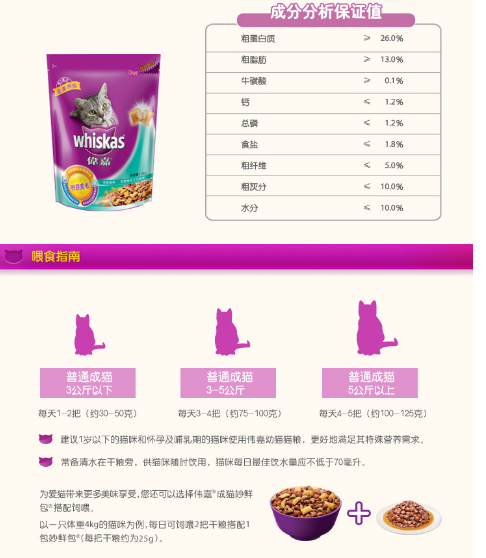 成分分析保证值
粗蛋白质 ≥ 26.0%
粗脂肪 ≥ 13.0%
牛磺酸 ≥ 0.1%
钙 ≤ 1.2%
总磷 ≤ 1.2%
食盐 ≤ 1.8%
粗纤维 ≤ 5.0%
粗灰分 ≤ 10.0%
水分 ≤ 10.0%
whiskas
伟嘉
喂食指南
普通成猫
3公斤以下
普通成猫
3-5公斤
普通成猫
5公斤以上
每天1-2把（约30-50克）
每天3-4把（约75-100克）
每天4-5把（约100-125克）
建议1岁以下的猫咪和怀孕及哺乳期的猫咪使用伟嘉幼猫猫粮，更好地满足其特殊营养需求。
常备清水在干粮旁，供猫咪随时饮用，猫咪每日最佳饮水量应不低于70毫升。
为爱猫带来更多美味享受，您还可以选择伟嘉®成猫妙鲜
包®搭配饲喂。
以一只体重4kg的猫咪为例，每日可饲喂2把干粮搭配1
包妙鲜包®（每把干粮约为25g）。